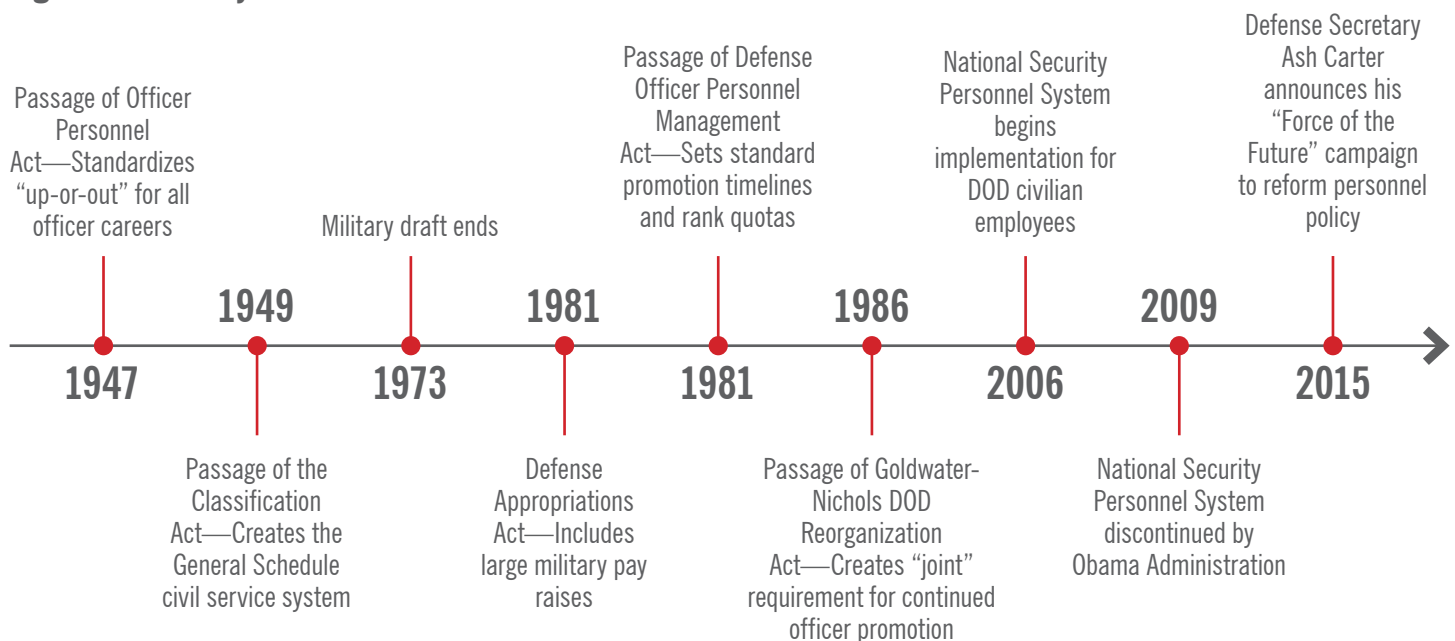 Passage of Officer
Personnel
Act—Standardizes
“up-or-out” for all
officer careers
1947
1949
Passage of the
Classification
Act—Creates the
General Schedule
civil service system
Military draft ends
1973
1981
Defense
Appropriations
Act—Includes
large military pay
raises
Passage of Defense
Officer Personnel
Management
Act—Sets standard
promotion timelines
and rank quotas
1981
1986
Passage of Goldwater-
Nichols DOD
Reorganization
Act—Creates “joint”
requirement for continued
officer promotion
National Security
Personnel System
begins
implementation for
DOD civilian
employees
2006
2009
National Security
Personnel System
discontinued by
Obama Administration
Defense Secretary
Ash Carter
announces his
“Force of the
Future” campaign
to reform personnel
policy
2015